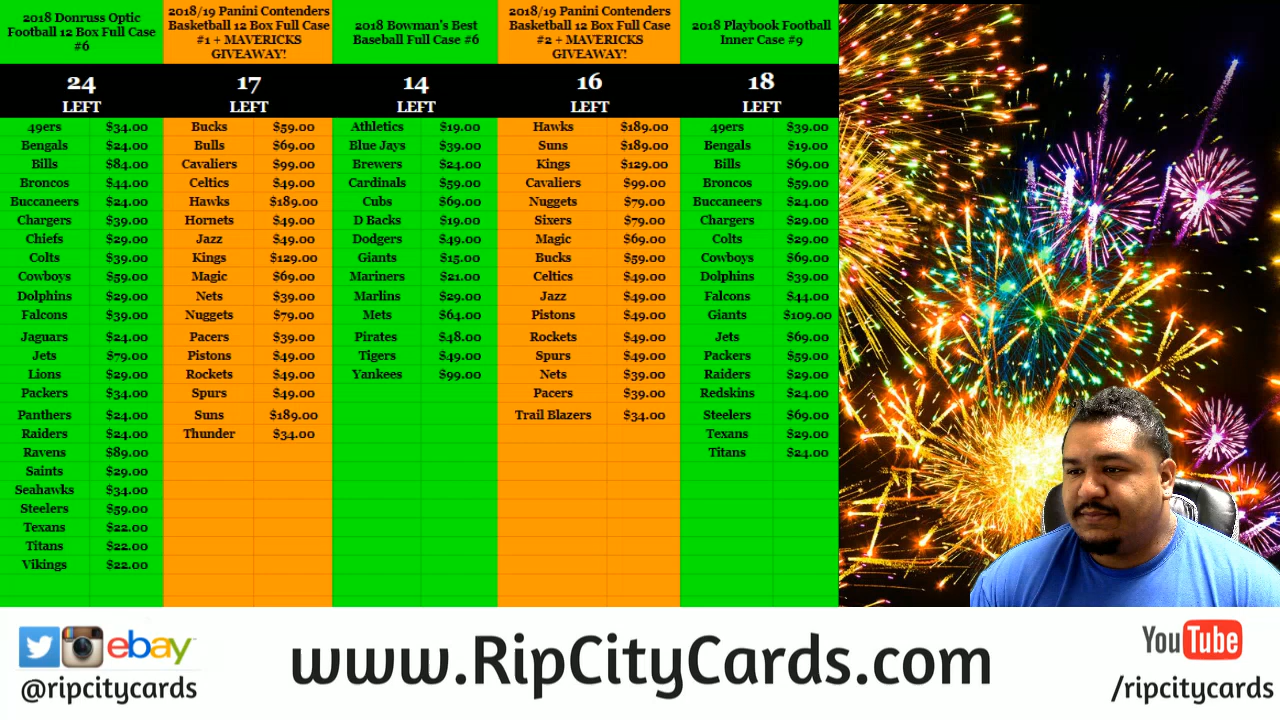 2018 Donruss Optic
Football 12 Box Full Case
#6
24
LEFT
49ers $34.00
Bengals $24.00
Bills $84.00
Broncos $44.00
Buccaneers $24.00
Chargers $39.00
Chiefs $29.00
Colts $39.00
Cowboys $59.00
Dolphins $29.00
Falcons $39.00
Jaguars $24.00
Jets $79.00
Lions $29.00
Packers $34.00
Panthers $24.00
Raiders $24.00
Ravens $89.00
Saints $29.00
Seahawks $34.00
Steelers $59.00
Texans $22.00
Titans $22.00
Vikings $22.00
2018/19 Panini Contenders
Basketball 12 Box Full Case
#1 + MAVERICKS
GIVEAWAY!
17
LEFT
Bucks $59.00
Bulls $69.00
Cavaliers $99.00
Celtics $49.00
Hawks $189.00
Hornets $49.00
Jazz $49.00
Kings $129.00
Magic $69.00
Nets $39.00
Nuggets $79.00
Pacers $39.00
Pistons $49.00
Rockets $49.00
Spurs $49.00
Suns $189.00
Thunder $34.00
2018 Bowman's Best
Baseball Full Case #6
14
LEFT
Athletics $19.00
Blue Jays $39.00
Brewers $24.00
Cardinals $59.00
Cubs $69.00
D Backs $19.00
Dodgers $49.00
Giants $15.00
Mariners $21.00
Marlins $29.00
Mets $64.00
Pirates $48.00
Tigers $49.00
Yankees $99.00
2018/19 Panini Contenders
Basketball 12 Box Full Case
#2 + MAVERICKS
GIVEAWAY!
16
LEFT
Hawks $189.00
Suns $189.00
Kings $129.00
Cavaliers $99.00
Nuggets $79.00
Sixers $79.00
Magic $69.00
Bucks $59.00
Celtics $49.00
Jazz $49.00
Pistons $49.00
Rockets $49.00
Spurs $49.00
Nets $39.00
Pacers $39.00
Trail Blazers $34.00
2018 Playbook Football
Inner Case #9
18
LEFT
49ers $39.00
Bengals $19.00
Bills $69.00
Broncos $59.00
Buccaneers $24.00
Chargers $29.00
Colts $29.00
Cowboys $69.00
Dolphins $39.00
Falcons $44.00
Giants $109.00
Jets $69.00
Packers $59.00
Raiders $29.00
Redskins $24.00
Steelers $69.00
Texans $29.00
Titans $24.00
ebay
@ripcitycards
www.RipCityCards.com
YouTube
/ripcitycards